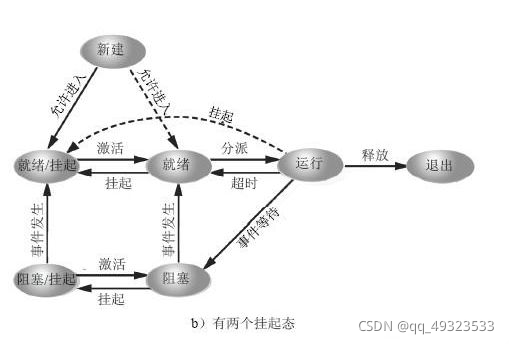 新建
允许进入
允许进入
挂起
就绪/挂起
激活
挂起
就绪
分派
超时
运行
释放
退出
事件发生
事件发生
事件等待
阻塞/挂起
激活
挂起
阻塞
b）有两个挂起态
CSDN @qq_49323533